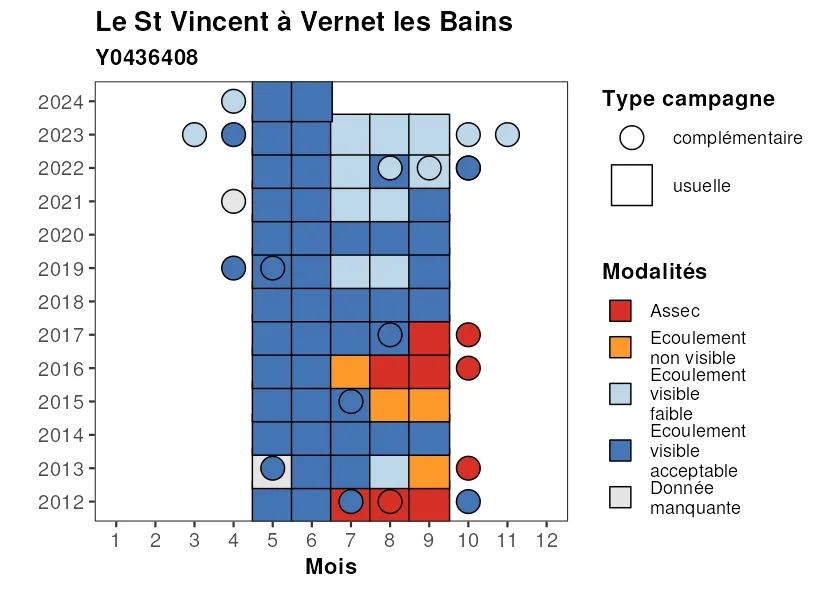 Le St Vincent à Vernet les Bains
Y0436408
2024
2023
2022
2021
2020
2019
2018
2017
2016
2015
2014
2013
2012
1 2 3 4 5 6 7 8 9 10 11 12
Mois
Type campagne
complémentaire
usuelle
Modalités
Assec
Ecoulement
non visible
Ecoulement
visible
faible
Ecoulement
visible
acceptable
Donnée
manquante